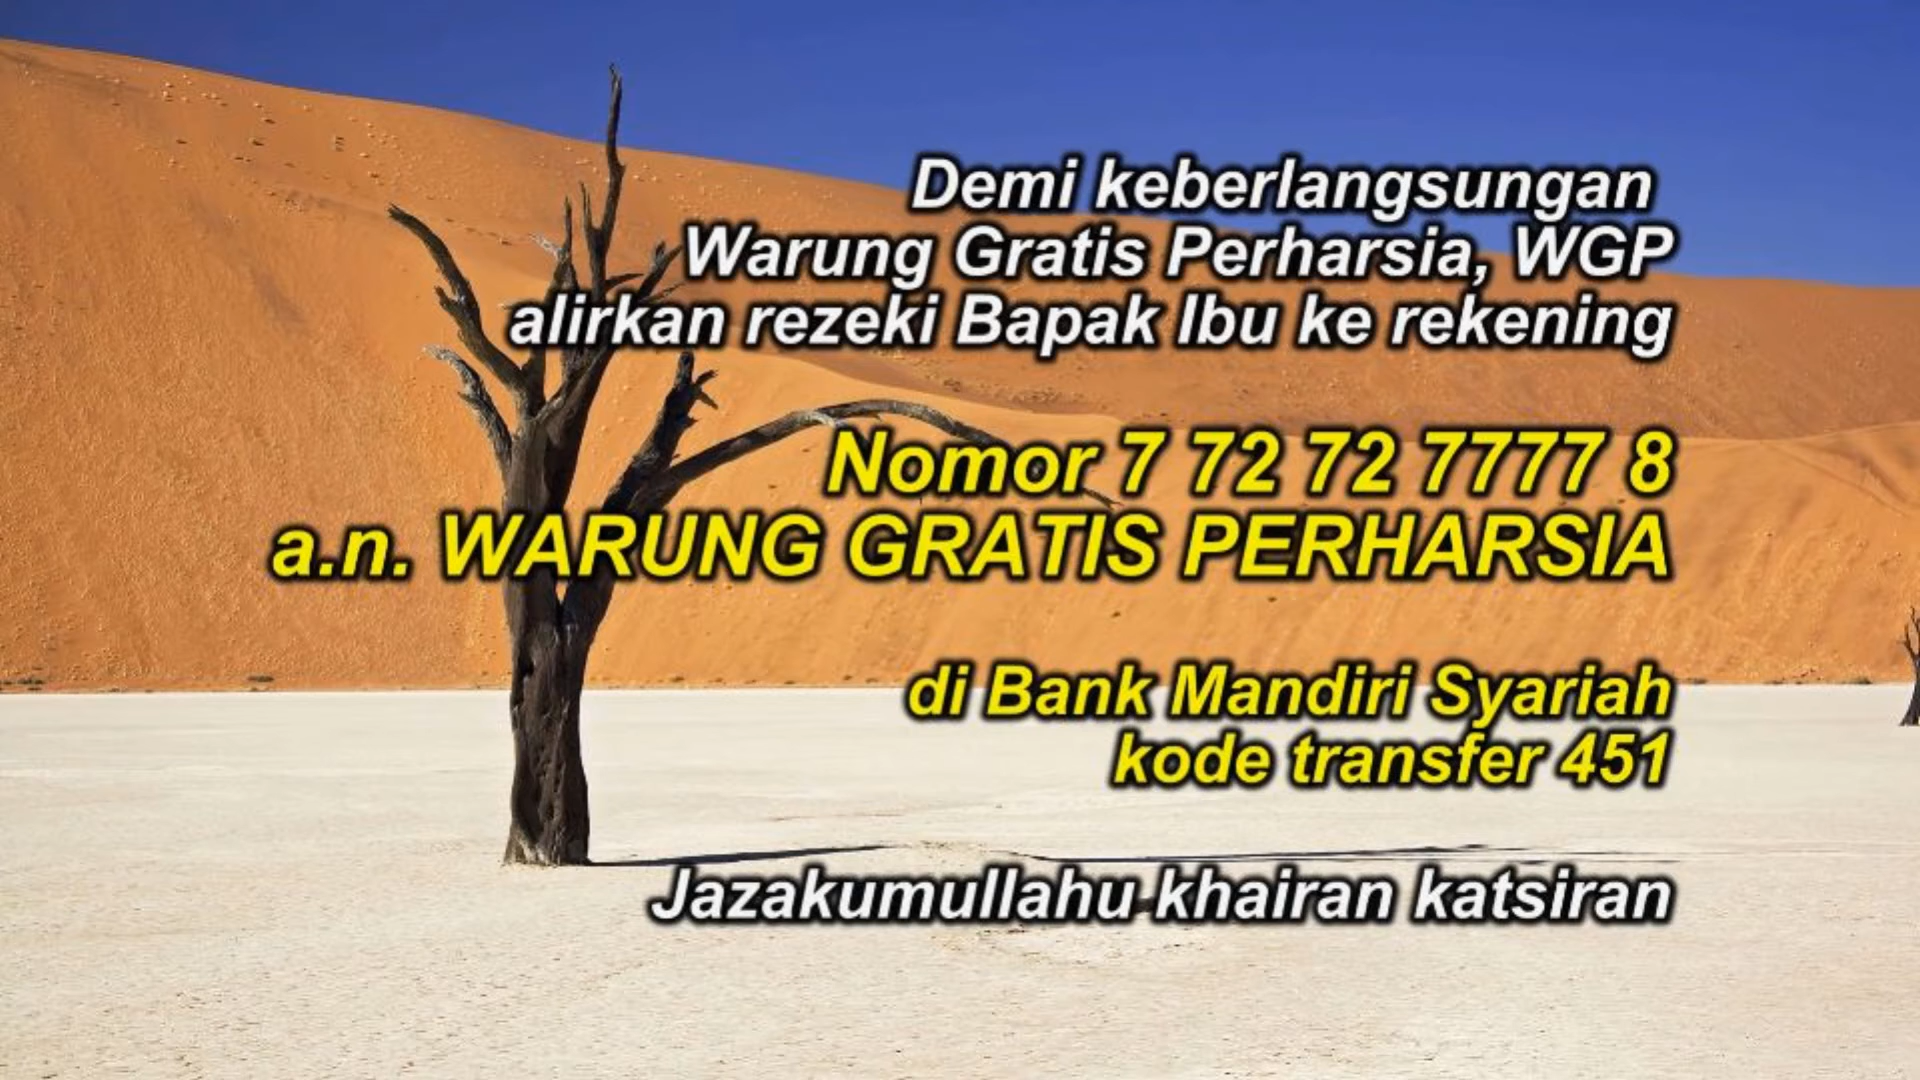 Demi keberlangsungan
Warung Gratis Perharsia, WGP
alirkan rezeki Bapak Ibu ke rekening
Nomor 7 72 72 7777 8
a.n. WARUNG GRATIS PERHARSIA
di Bank Mandiri Syariah
kode transfer 451
Jazakumullahu khairan katsiran